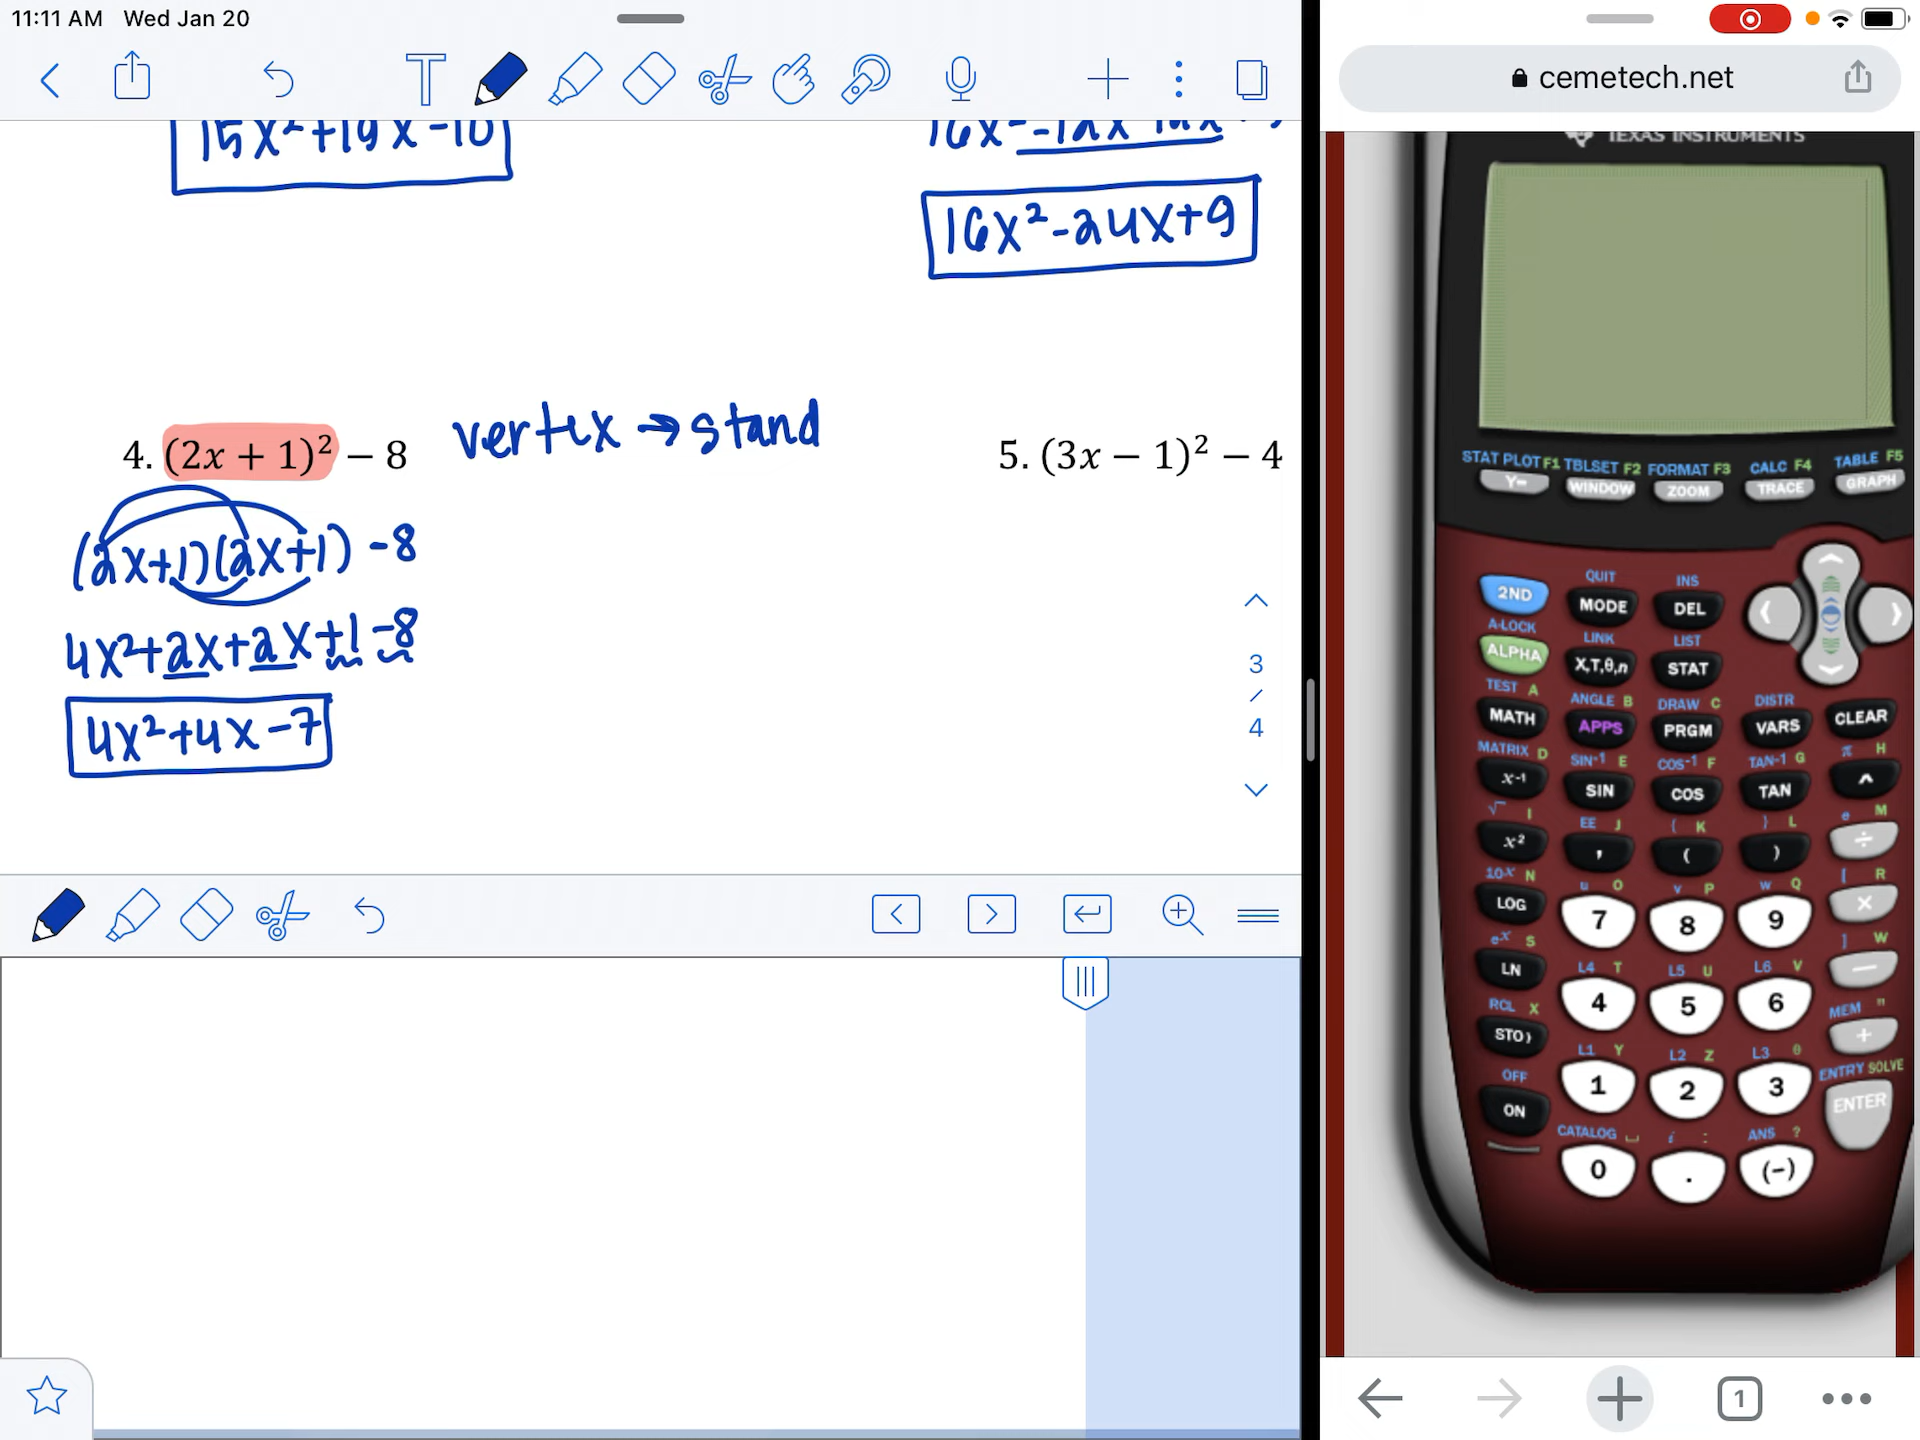 11:11 AM Wed Jan 20
cemetech.net
T
15x²+19x-10
16x²-24x+9
4. (2x + 1)² – 8
vertex → stand
5. (3x – 1)² – 4
(2x+1)(2x+1) -8
4x²+2x+2x+1-8
4x²+4x-7
3
/
4
TEXAS INSTRUMENTS
STAT PLOT F1 TBLSET F2 FORMAT F3 CALC F4 TABLE F5
Y= WINDOW ZOOM TRACE GRAPH
QUIT INS
2ND MODE DEL
A-LOCK LINK LIST
ALPHA X,T,θ,n STAT
TEST A ANGLE B DRAW C DISTR
MATH APPS PRGM VARS CLEAR
MATRIX D SIN-1 E COS-1 F TAN-1 G π H
x-1 SIN COS TAN ^
√ I EE J { K } L e M
x² , ( ) ÷
10x N u O v P w Q [ R
LOG 7 8 9 ×
ex S L4 T L5 U L6 V ] W
LN 4 5 6 −
RCL X L1 Y L2 Z L3 θ MEM "
STO⟩ 1 2 3 +
OFF CATALOG ⎵ i : ANS ? ENTRY SOLVE
ON 0 . (-) ENTER
1